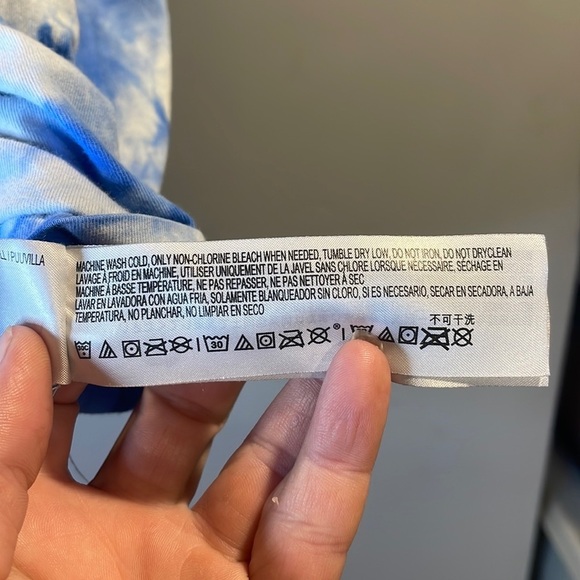 PUUVILLA
MACHINE WASH COLD, ONLY NON-CHLORINE BLEACH WHEN NEEDED, TUMBLE DRY LOW, DO NOT IRON, DO NOT DRYCLEAN
LAVAGE À FROID EN MACHINE, UTILISER UNIQUEMENT DE LA JAVEL SANS CHLORE LORSQUE NÉCESSAIRE, SÉCHAGE EN
MACHINE À BASSE TEMPÉRATURE, NE PAS REPASSER, NE PAS NETTOYER À SEC
LAVAR EN LAVADORA CON AGUA FRIA, SOLAMENTE BLANQUEADOR SIN CLORO, SI ES NECESARIO, SECAR EN SECADORA, A BAJA
TEMPERATURA, NO PLANCHAR, NO LIMPIAR EN SECO
不可干洗
30 ®